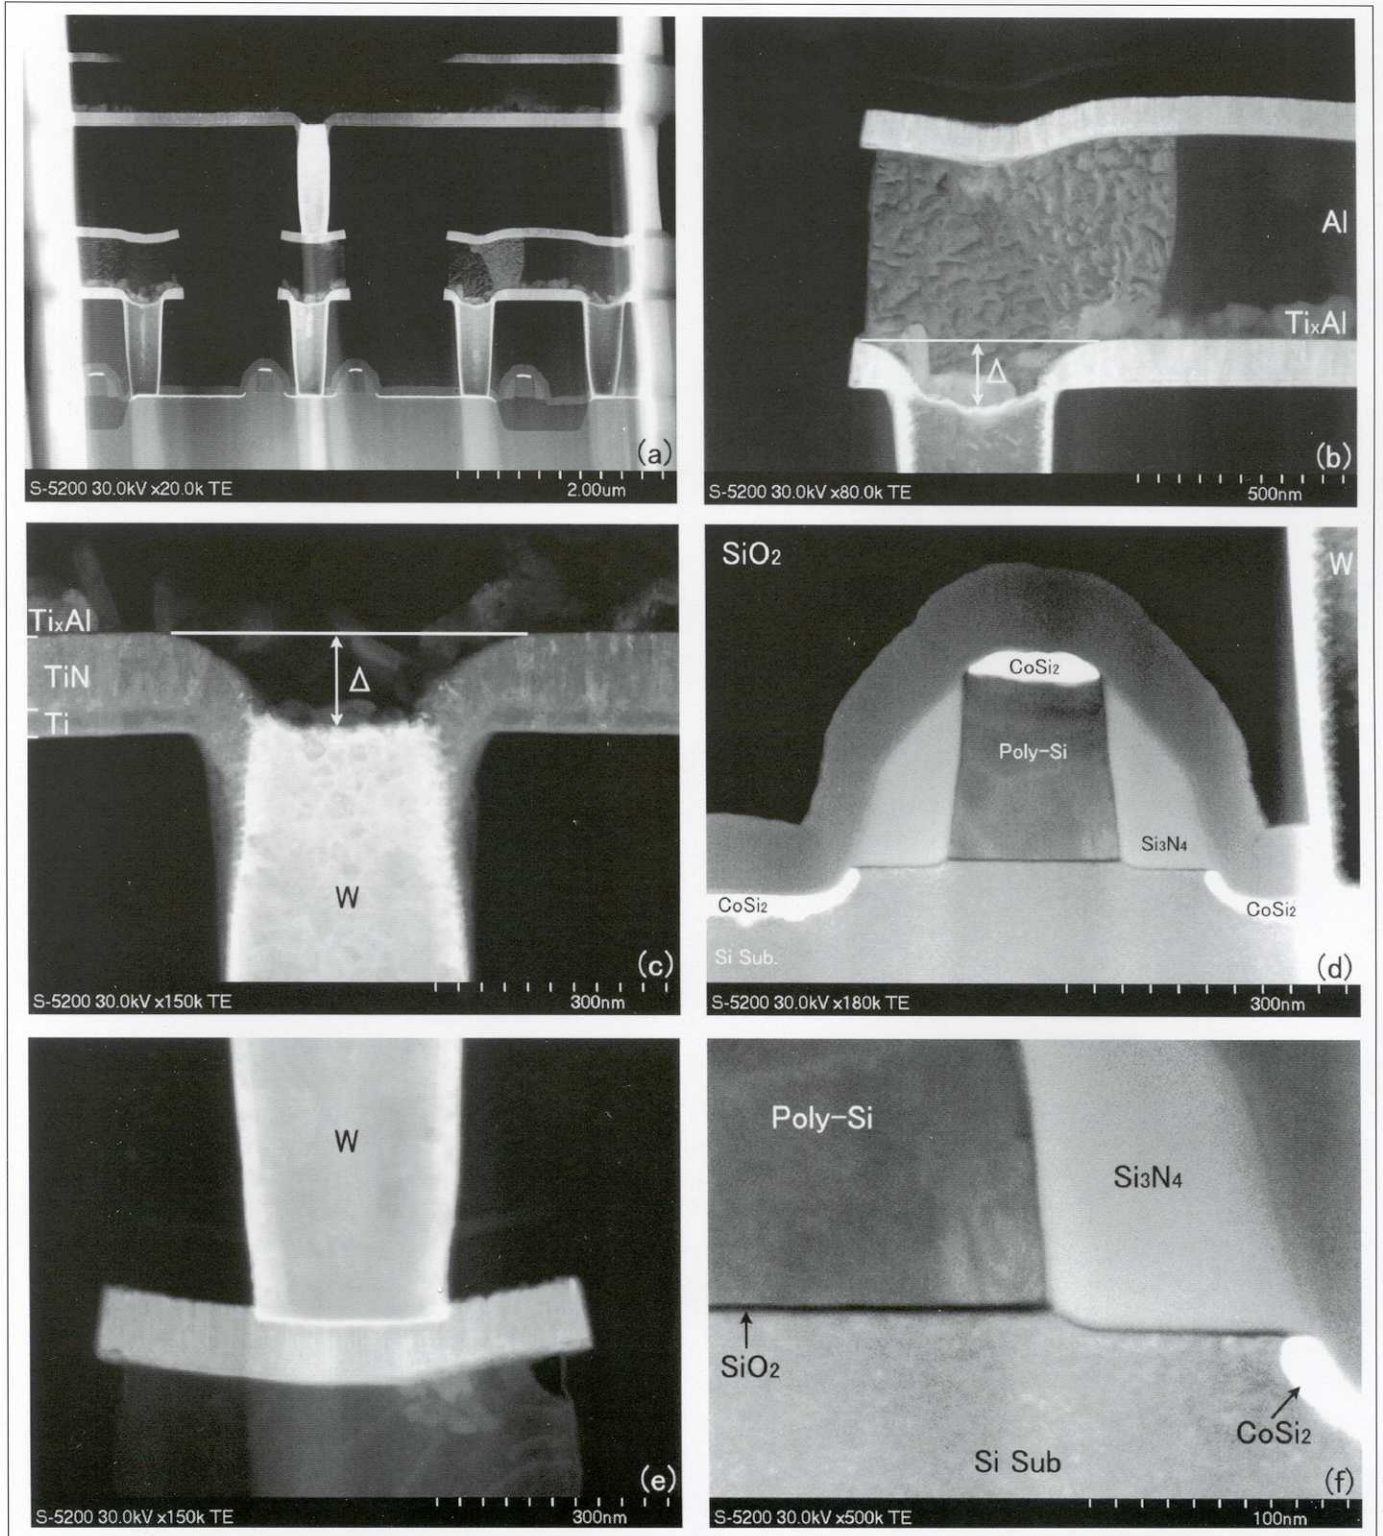 (a)
S-5200 30.0kV x20.0k TE 2.00um
Al
TixAl
Δ
(b)
S-5200 30.0kV x80.0k TE 500nm
TixAl
TiN
Ti
Δ
W
(c)
S-5200 30.0kV x150k TE 300nm
SiO2
W
CoSi2
Poly-Si
Si3N4
CoSi2
CoSi2
Si Sub.
(d)
S-5200 30.0kV x180k TE 300nm
W
(e)
S-5200 30.0kV x150k TE 300nm
Poly-Si
Si3N4
SiO2
CoSi2
Si Sub
(f)
S-5200 30.0kV x500k TE 100nm